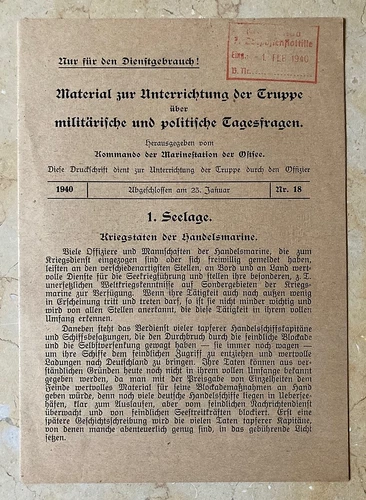 Nur für den Dienstgebrauch!
FEB 1940
B. Nr.
Material zur Unterrichtung der Truppe
über
militärische und politische Tagesfragen.
Herausgegeben vom
Kommando der Marinestation der Ostsee.
Diese Druckschrift dient zur Unterrichtung der Truppe durch den Offizier
1940 Abgeschlossen am 25. Januar Nr. 18
1. Seelage.
Kriegstaten der Handelsmarine.
Viele Offiziere und Mannschaften der Handelsmarine, die zum
Kriegsdienst eingezogen sind oder sich freiwillig gemeldet haben,
leisten an den verschiedenartigsten Stellen, an Bord und an Land wert-
volle Dienste für die Seekriegführung und stellen ihr besonderen, z. T.
unersetzlichen Weltkriegskenntnisse auf Sondergebieten der Kriegs-
marine zur Verfügung. Wenn ihre Tätigkeit auch nach außen wenig
in Erscheinung tritt und treten darf, so ist sie nicht minder wichtig und
wird von allen Stellen anerkannt, die diese Tätigkeit in ihrem vollen
Umfang erkennen.
Daneben steht das Verdienst vieler tapferer Handelsschiffskapitäne
und Schiffsbesatzungen, die den Durchbruch durch die feindliche Blockade
und die Selbstversenkung gewagt haben — sie immer noch wagen —
um ihre Schiffe dem feindlichen Zugriff zu entziehen und wertvolle
Ladungen nach Deutschland zu bringen. Ihre Taten können aus ver-
ständlichen Gründen heute noch nicht in ihrem vollen Umfange bekannt
gegeben werden, da man mit der Preisgabe von Einzelheiten dem
Feinde wertvolles Material für seine Blockademaßnahmen an Hand
geben würde, denn noch viele deutsche Handelsschiffe liegen in Übersee-
häfen, klar zum Auslaufen, aber vom feindlichen Nachrichtendienst
überwacht und von feindlichen Seestreitkräften blockiert. Erst eine
spätere Geschichtsschreibung wird die vielen Taten tapferer Kapitäne,
von denen manche abenteuerlich genug sind, in das gebührende Licht
setzen.